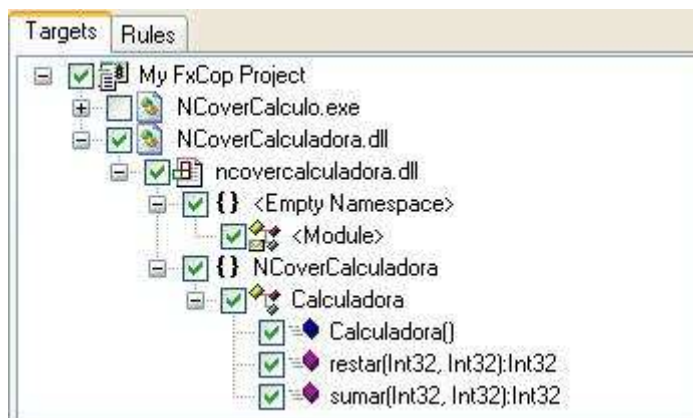 Targets Rules
My FxCop Project
NCoverCalculo.exe
NCoverCalculadora.dll
ncovercalculadora.dll
{} <Empty Namespace>
<Module>
{} NCoverCalculadora
Calculadora
Calculadora()
restar(Int32, Int32):Int32
sumar(Int32, Int32):Int32